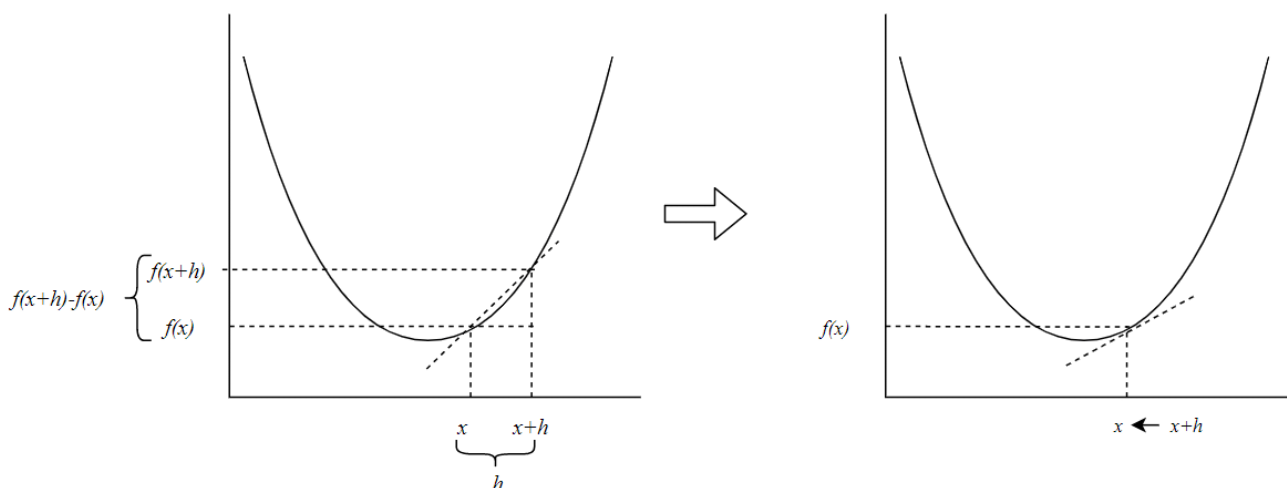 f(x+h)
f(x+h)-f(x)
f(x)
x
x+h
h
f(x)
x
x+h